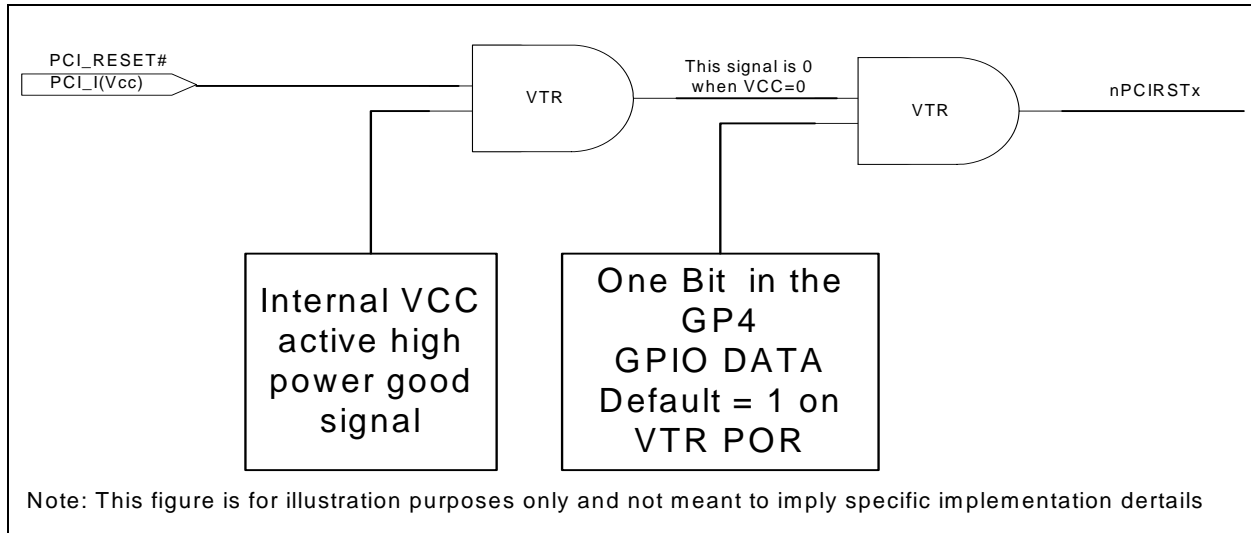 PCI_RESET#
PCI_I(Vcc)
VTR
This signal is 0
when VCC=0
VTR
nPCIRSTx
Internal VCC
active high
power good
signal
One Bit in the
GP4
GPIO DATA
Default = 1 on
VTR POR
Note: This figure is for illustration purposes only and not meant to imply specific implementation dertails